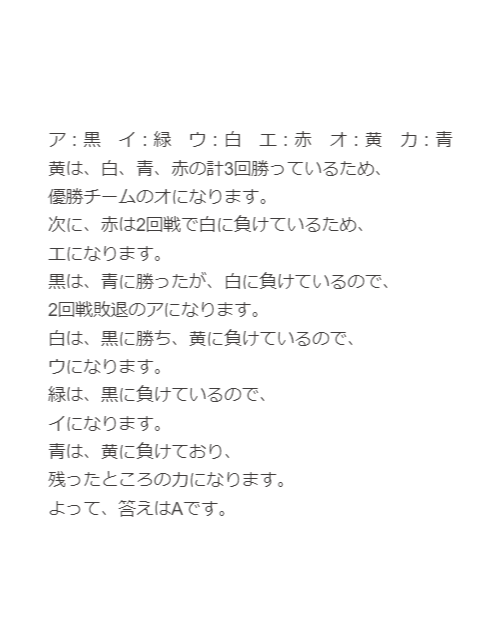 ア：黒　イ：緑　ウ：白　エ：赤　オ：黄　カ：青
黄は、白、青、赤の計3回勝っているため、
優勝チームのオになります。
次に、赤は2回戦で白に負けているため、
エになります。
黒は、青に勝ったが、白に負けているので、
2回戦敗退のアになります。
白は、黒に勝ち、黄に負けているので、
ウになります。
緑は、黒に負けているので、
イになります。
青は、黄に負けており、
残ったところのカになります。
よって、答えはAです。